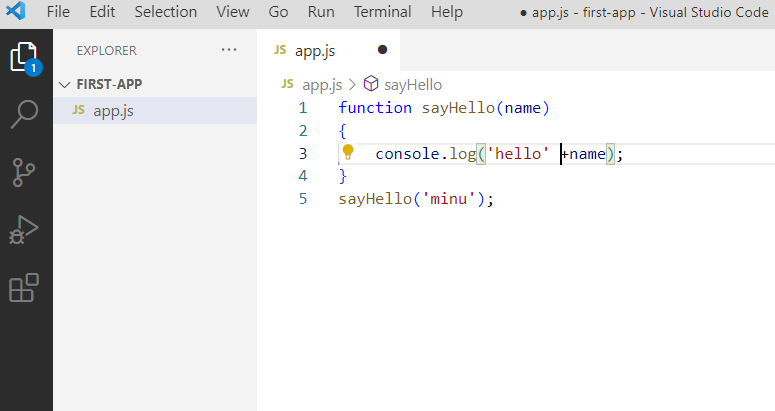 File Edit Selection View Go Run Terminal Help ● app.js - first-app - Visual Studio Code
EXPLORER ···
JS app.js ●
FIRST-APP
JS app.js
JS app.js > sayHello
1 function sayHello(name)
2 {
3 console.log('hello' +name);
4 }
5 sayHello('minu');
1